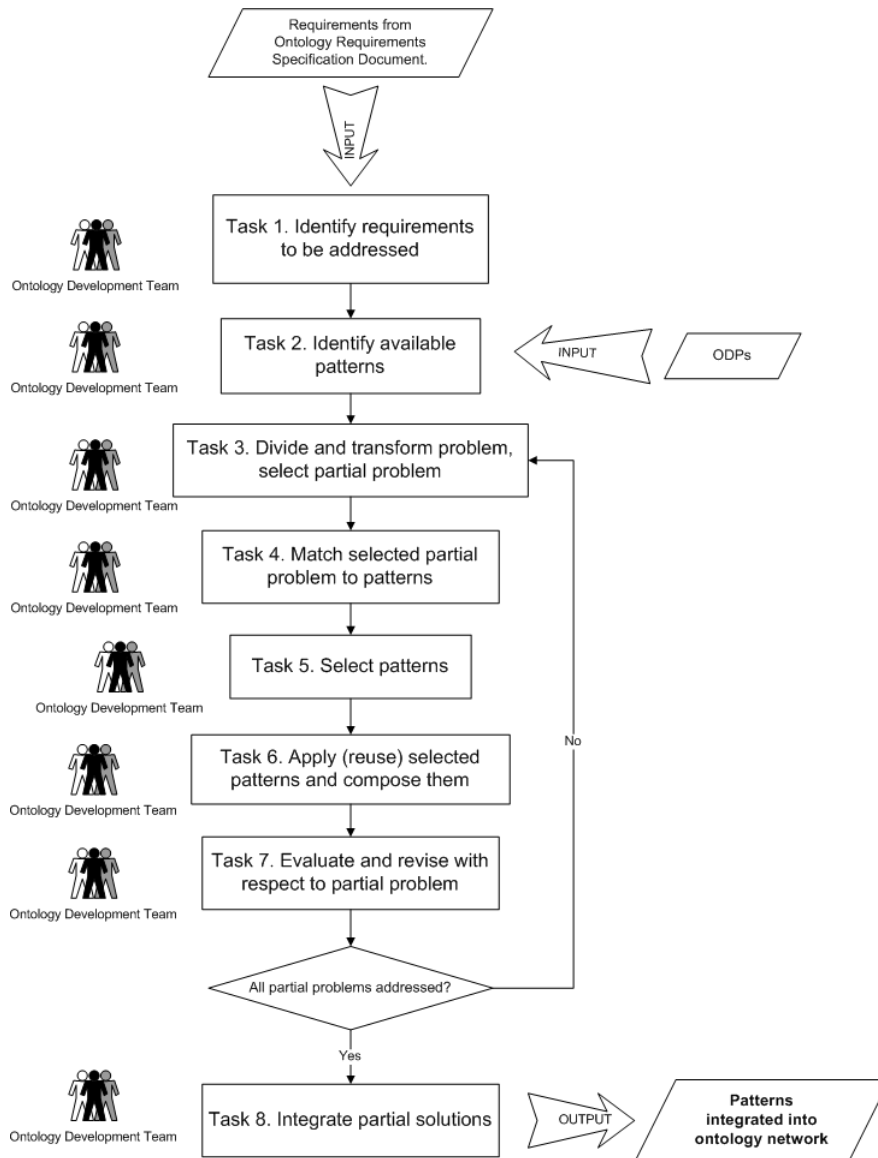 Requirements from
Ontology Requirements
Specification Document.
INPUT
Task 1. Identify requirements
to be addressed
Ontology Development Team
Task 2. Identify available
patterns
INPUT
ODPs
Ontology Development Team
Task 3. Divide and transform problem,
select partial problem
Ontology Development Team
Task 4. Match selected partial
problem to patterns
Ontology Development Team
Task 5. Select patterns
Ontology Development Team
No
Task 6. Apply (reuse) selected
patterns and compose them
Ontology Development Team
Task 7. Evaluate and revise with
respect to partial problem
Ontology Development Team
All partial problems addressed?
Yes
Task 8. Integrate partial solutions
Ontology Development Team
OUTPUT
Patterns
integrated into
ontology network